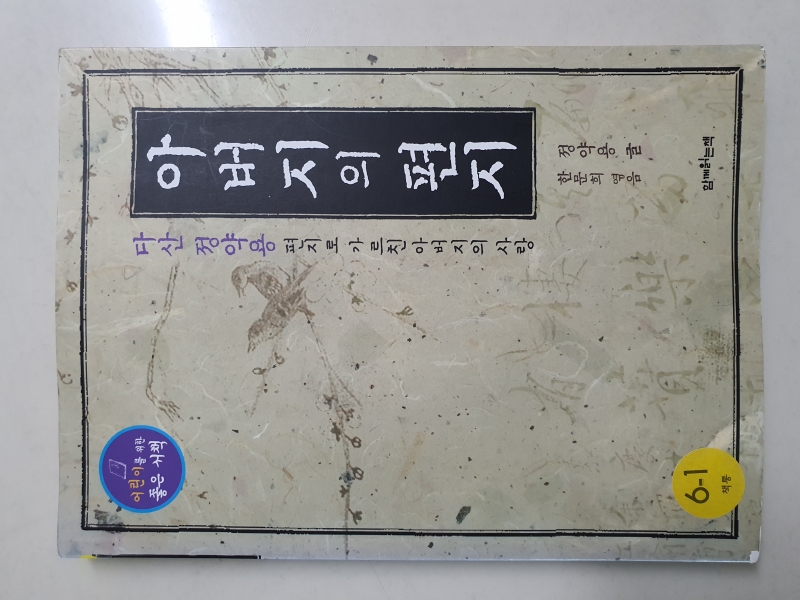 아버지의 편지
다산 정약용 편지로 가르친 아버지의 사랑
정약용 글
한문희 엮음
함께읽는책
어린이를 위한
좋은 서책
6-1
책룡